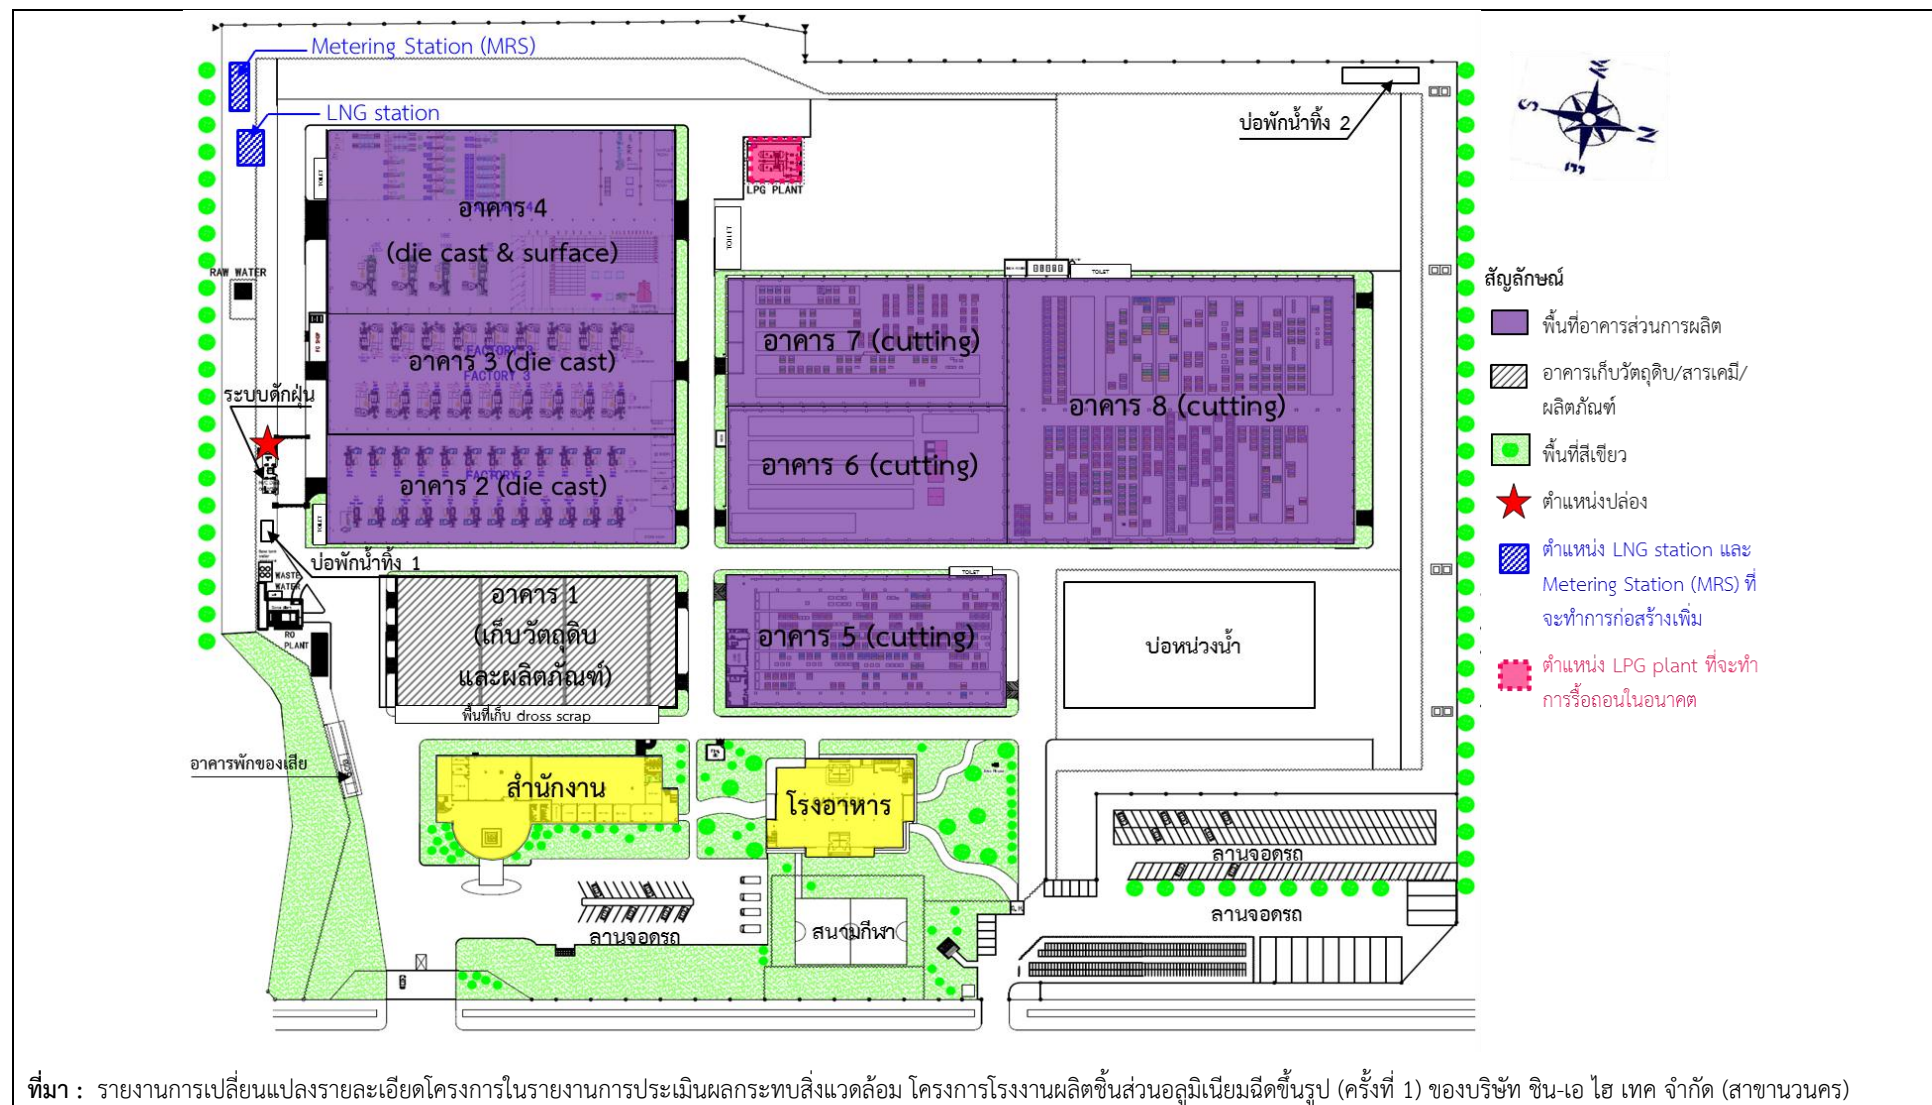 Metering Station (MRS)
LNG station
บ่อพักน้ำทิ้ง 2
LPG PLANT
TOILET
TOILET
อาคาร 4
FACTORY 4
(die cast & surface)
RAW WATER
TOILET
อาคาร 7 (cutting)
อาคาร 3 (die cast)
FACTORY 3
ระบบดักฝุ่น
อาคาร 8 (cutting)
อาคาร 6 (cutting)
FACTORY 2
อาคาร 2 (die cast)
TOILET
บ่อพักน้ำทิ้ง 1
WASTE
WATER
RO
PLANT
TOILET
อาคาร 1
(เก็บวัตถุดิบ
และผลิตภัณฑ์)
พื้นที่เก็บ dross scrap
อาคาร 5 (cutting)
บ่อหน่วงน้ำ
อาคารพักของเสีย
สำนักงาน
โรงอาหาร
ลานจอดรถ
ลานจอดรถ
ลานจอดรถ
สนามกีฬา
S
N
สัญลักษณ์
พื้นที่อาคารส่วนการผลิต
อาคารเก็บวัตถุดิบ/สารเคมี/
ผลิตภัณฑ์
พื้นที่สีเขียว
ตำแหน่งปล่อง
ตำแหน่ง LNG station และ
Metering Station (MRS) ที่
จะทำการก่อสร้างเพิ่ม
ตำแหน่ง LPG plant ที่จะทำ
การรื้อถอนในอนาคต
ที่มา : รายงานการเปลี่ยนแปลงรายละเอียดโครงการในรายงานการประเมินผลกระทบสิ่งแวดล้อม โครงการโรงงานผลิตชิ้นส่วนอลูมิเนียมฉีดขึ้นรูป (ครั้งที่ 1) ของบริษัท ชิน-เอ ไฮ เทค จำกัด (สาขานวนคร)